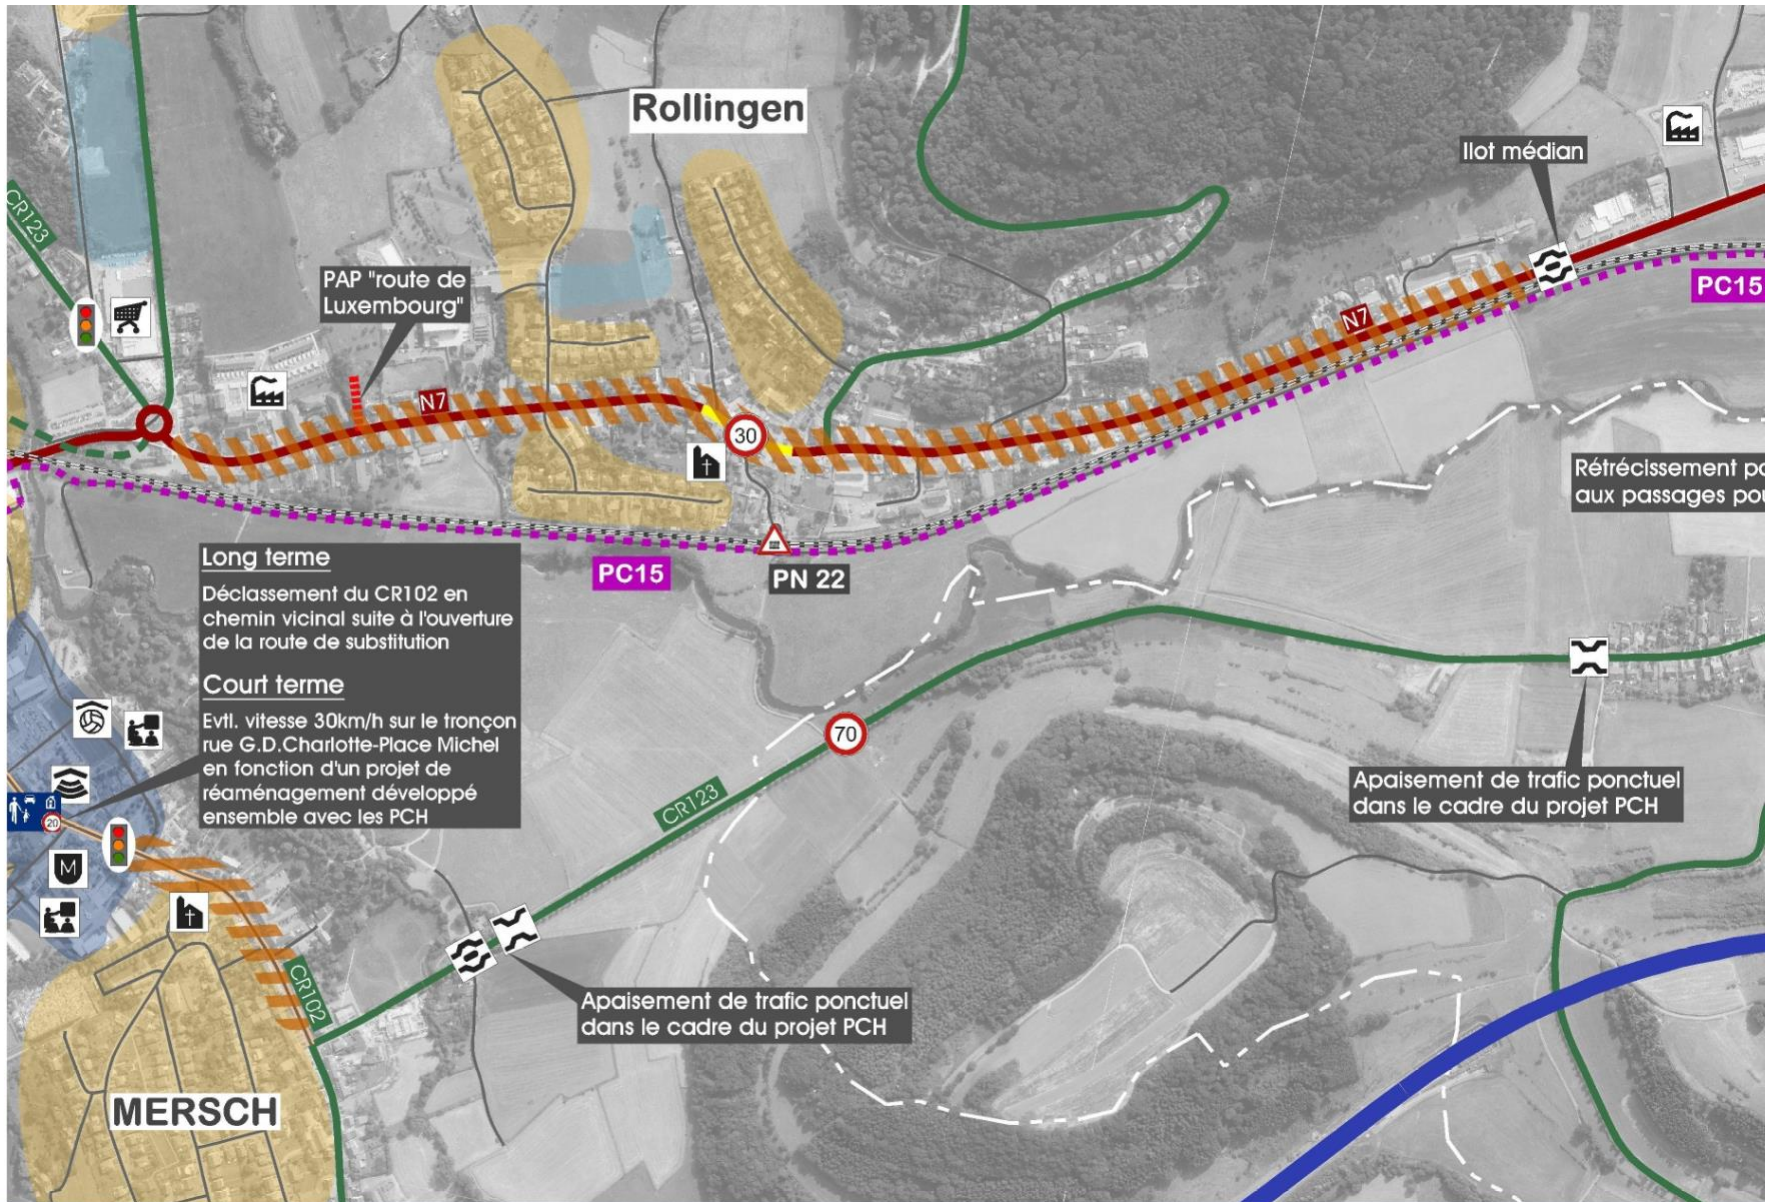 Rollingen
Ilot médian
CR123
PAP "route de
Luxembourg"
PC15
N7
N7
30
Rétrécissement
aux passages
Long terme
Déclassement du CR102 en
chemin vicinal suite à l'ouverture
de la route de substitution
Court terme
Evtl. vitesse 30km/h sur le tronçon
rue G.D.Charlotte-Place Michel
en fonction d'un projet de
réaménagement développé
ensemble avec les PCH
PC15
PN 22
70
CR123
Apaisement de trafic ponctuel
dans le cadre du projet PCH
20
M
CR102
Apaisement de trafic ponctuel
dans le cadre du projet PCH
MERSCH